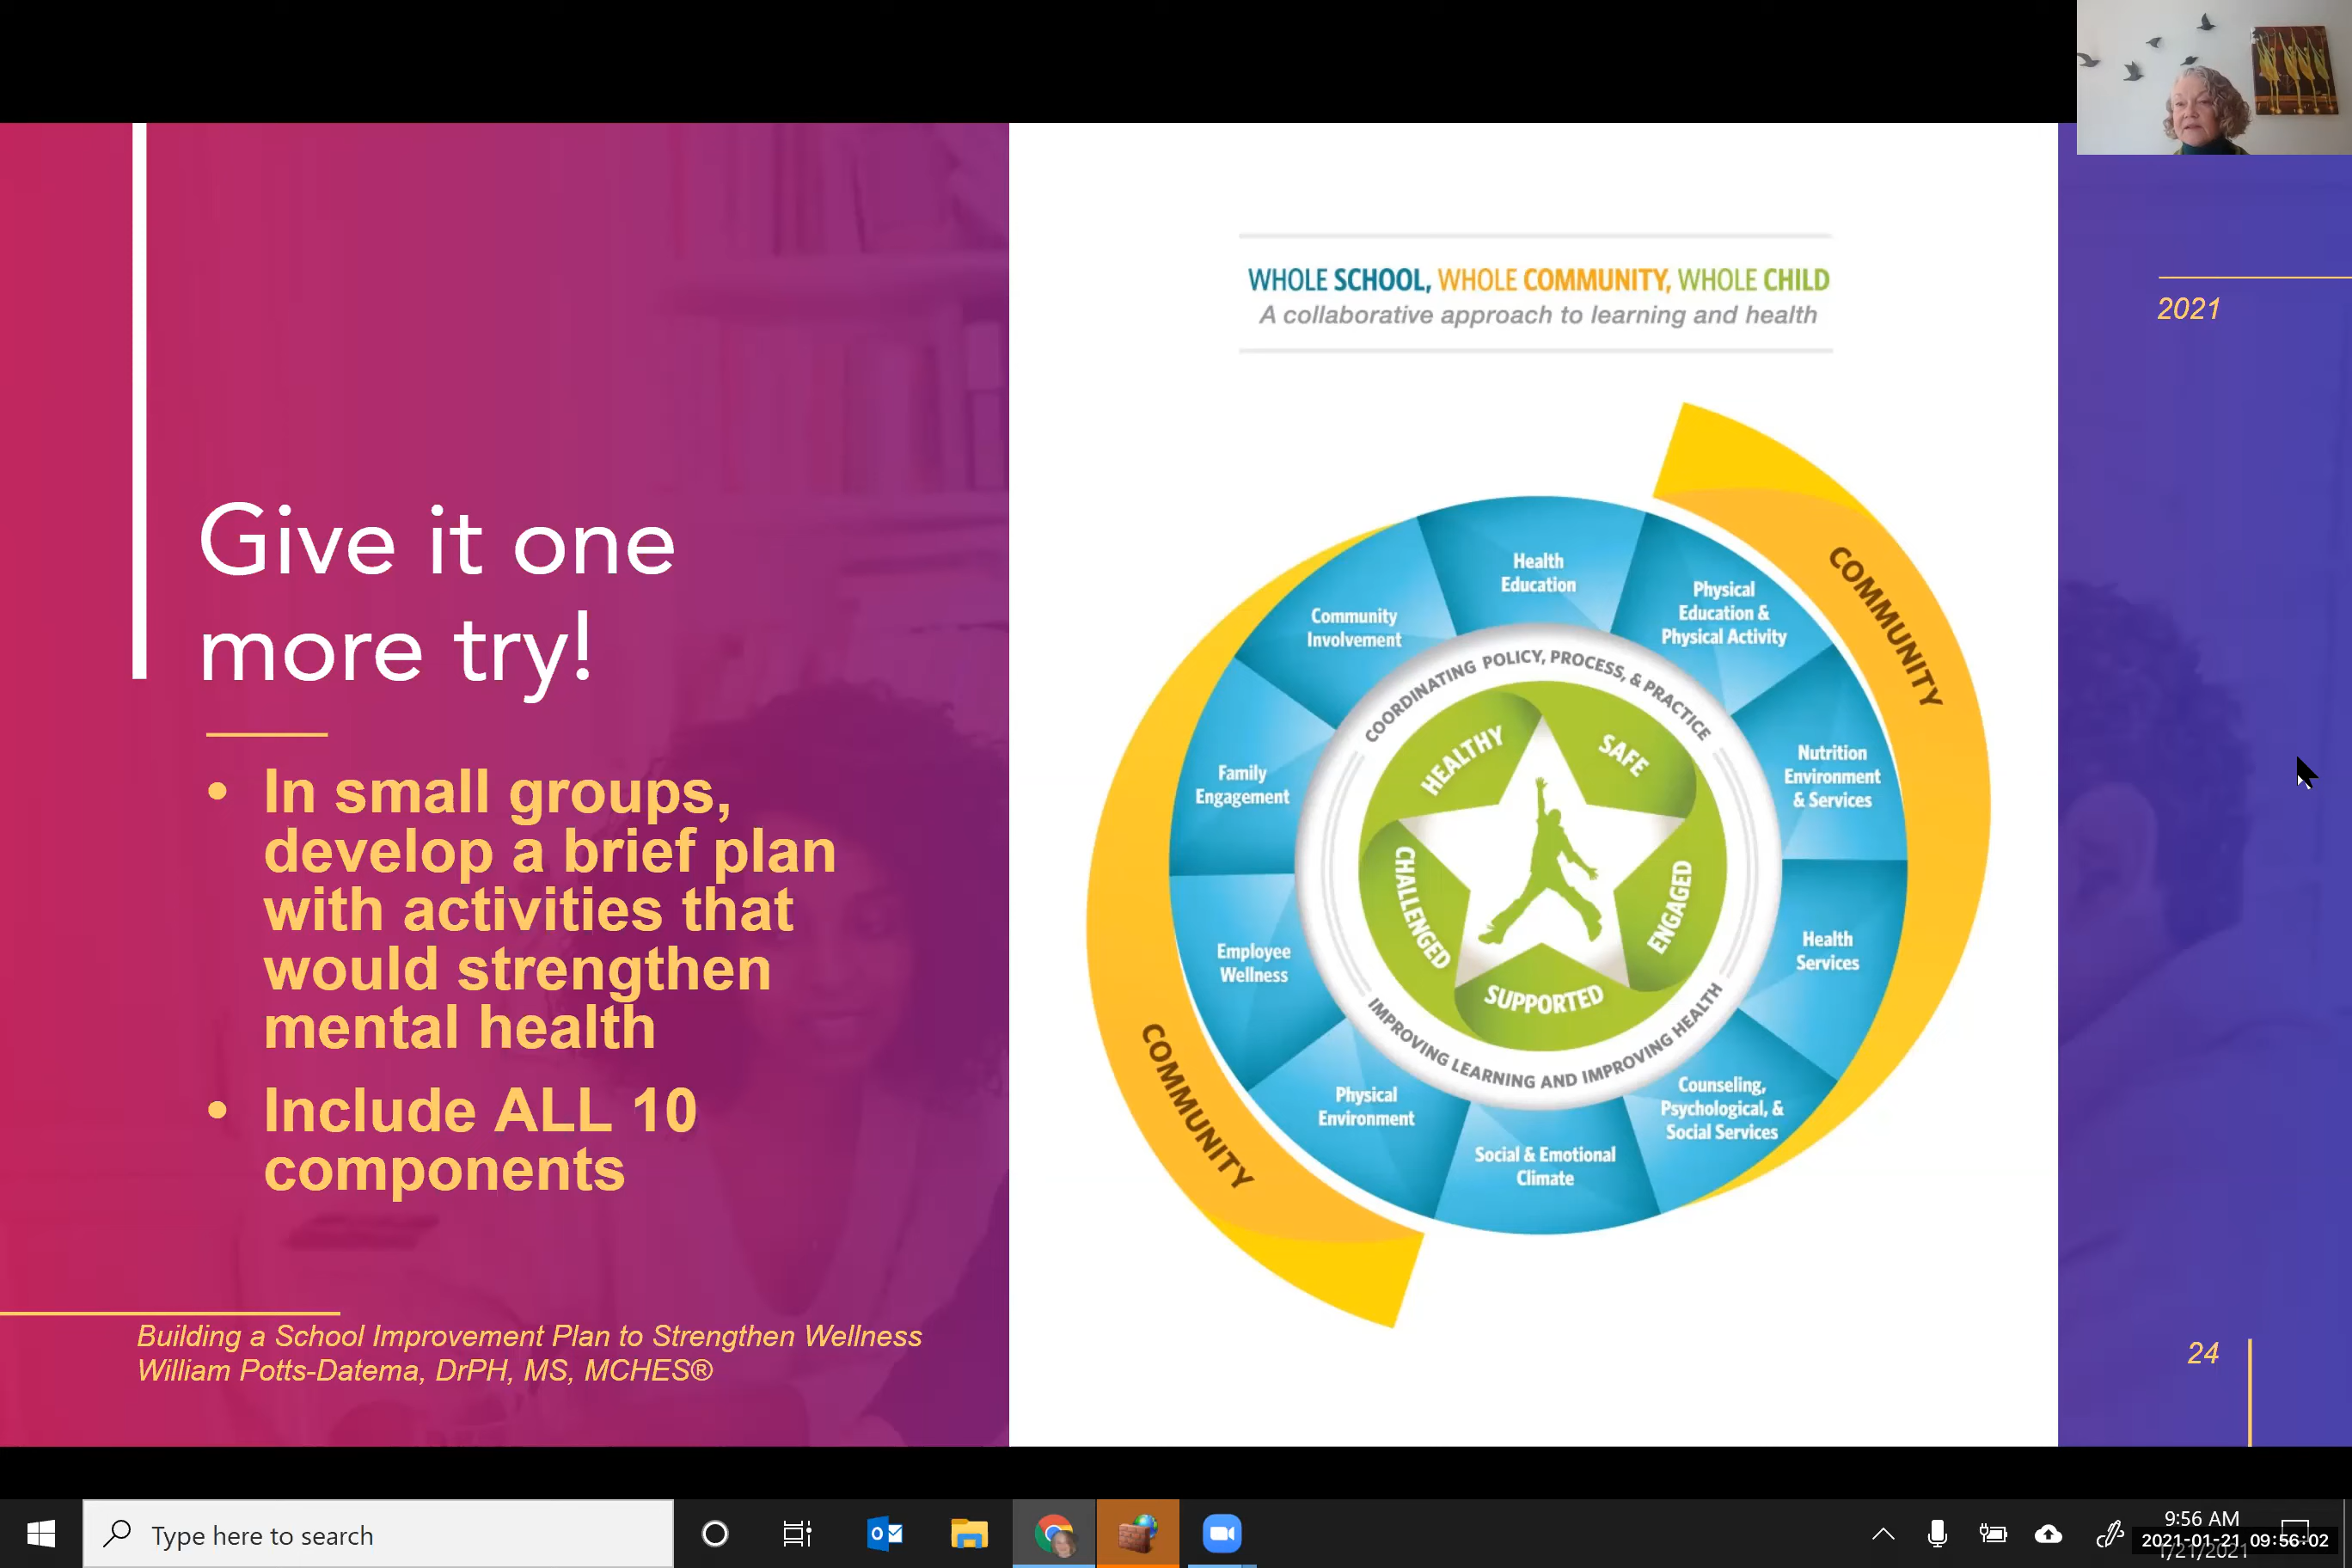 Give it one
more try!
• In small groups,
develop a brief plan
with activities that
would strengthen
mental health
• Include ALL 10
components
Building a School Improvement Plan to Strengthen Wellness
William Potts-Datema, DrPH, MS, MCHES®
WHOLE SCHOOL, WHOLE COMMUNITY, WHOLE CHILD
A collaborative approach to learning and health
COMMUNITY
Health
Education
Physical
Education &
Physical Activity
Nutrition
Environment
& Services
Health
Services
Counseling,
Psychological, &
Social Services
Social & Emotional
Climate
Physical
Environment
Employee
Wellness
Family
Engagement
Community
Involvement
COMMUNITY
COORDINATING POLICY, PROCESS, & PRACTICE
IMPROVING LEARNING AND IMPROVING HEALTH
HEALTHY
SAFE
ENGAGED
SUPPORTED
CHALLENGED
2021
24
Type here to search
9:56 AM
1/21/2021
2021-01-21 09:56:02